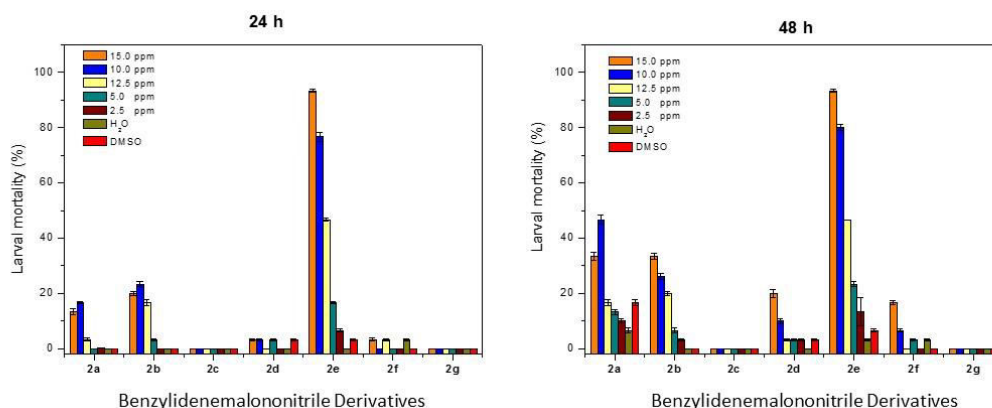 24 h
Larval mortality (%)
100
80
60
40
20
0
15.0 ppm
10.0 ppm
12.5 ppm
5.0 ppm
2.5 ppm
H₂O
DMSO
2a 2b 2c 2d 2e 2f 2g
Benzylidenemalononitrile Derivatives
48 h
Larval mortality (%)
100
80
60
40
20
0
15.0 ppm
10.0 ppm
12.5 ppm
5.0 ppm
2.5 ppm
H₂O
DMSO
2a 2b 2c 2d 2e 2f 2g
Benzylidenemalononitrile Derivatives